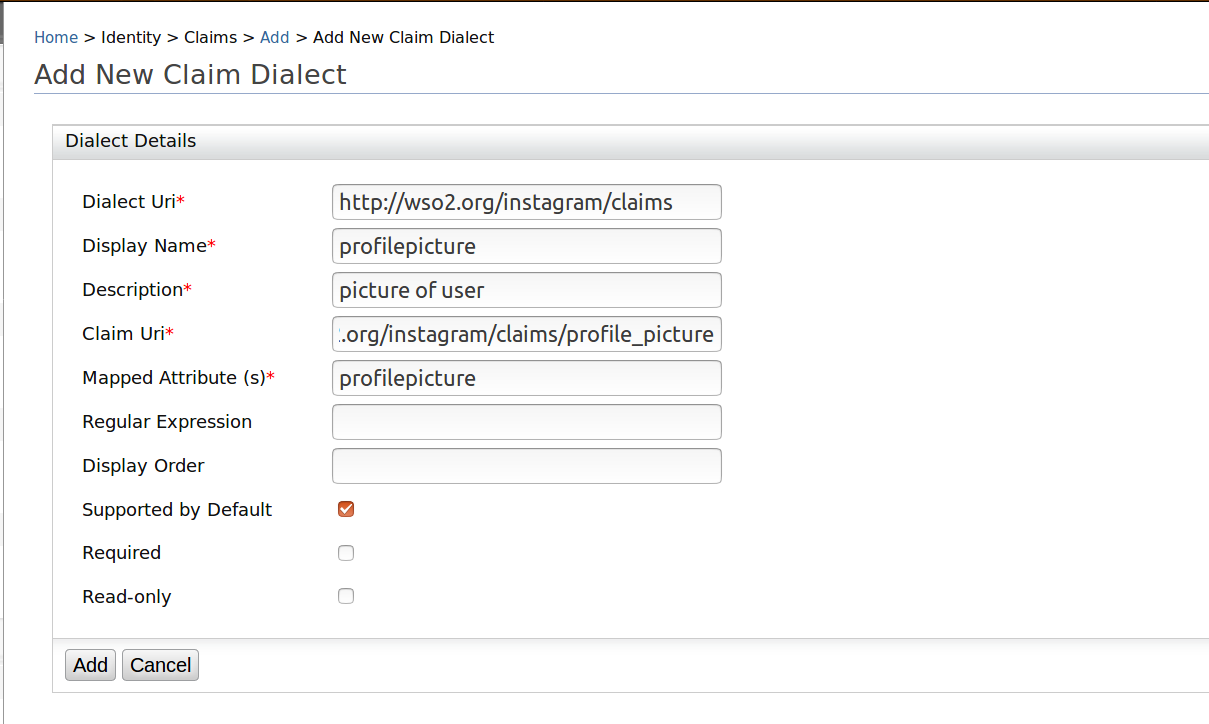 Home > Identity > Claims > Add > Add New Claim Dialect
Add New Claim Dialect
Dialect Details
Dialect Uri* http://wso2.org/instagram/claims
Display Name* profilepicture
Description* picture of user
Claim Uri* .org/instagram/claims/profile_picture
Mapped Attribute (s)* profilepicture
Regular Expression
Display Order
Supported by Default
Required
Read-only
Add Cancel